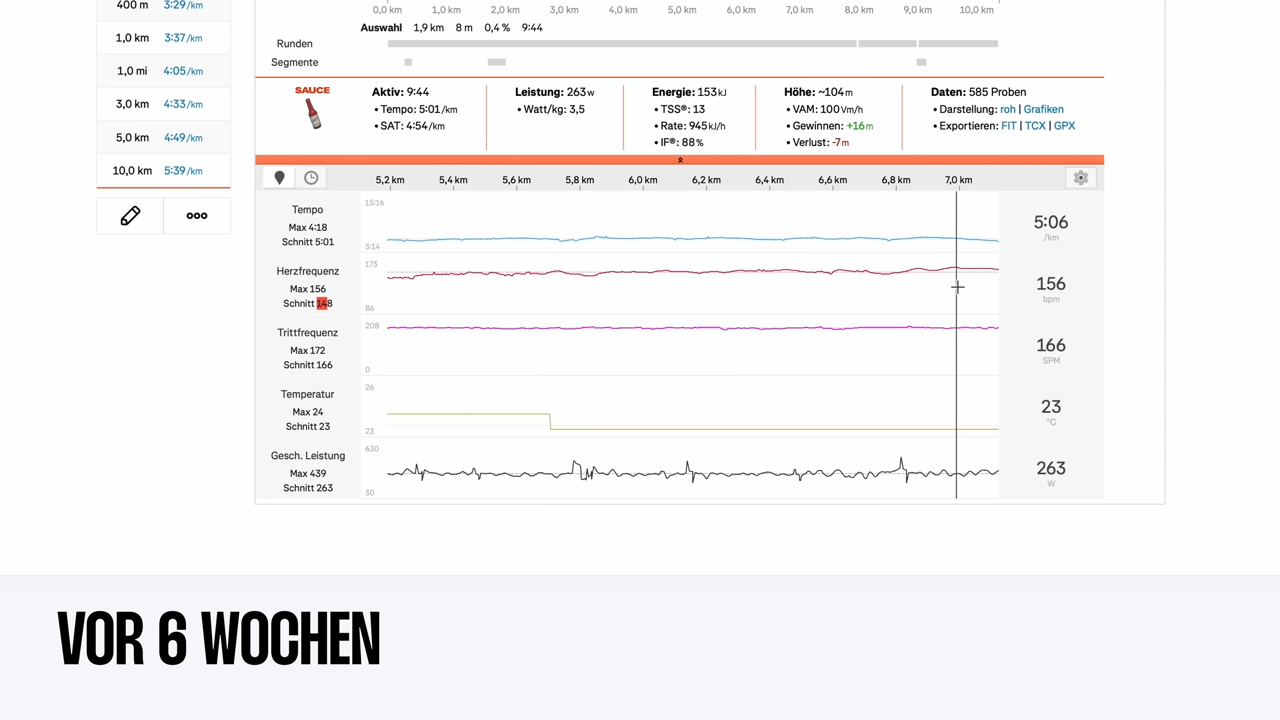 400 m 3:29/km
1,0 km 3:37/km
1,0 mi 4:05/km
3,0 km 4:33/km
5,0 km 4:49/km
10,0 km 5:39/km
0,0 km 1,0 km 2,0 km 3,0 km 4,0 km 5,0 km 6,0 km 7,0 km 8,0 km 9,0 km 10,0 km
Auswahl 1,9 km 8 m 0,4 % 9:44
Runden
Segmente
SAUCE
Aktiv: 9:44
• Tempo: 5:01/km
• SAT: 4:54/km
Leistung: 263w
• Watt/kg: 3,5
Energie: 153kJ
• TSS®: 13
• Rate: 945kJ/h
• IF®: 88%
Höhe: ~104m
• VAM: 100Vm/h
• Gewinnen: +16m
• Verlust: -7m
Daten: 585 Proben
• Darstellung: roh | Grafiken
• Exportieren: FIT | TCX | GPX
5,2 km 5,4 km 5,6 km 5,8 km 6,0 km 6,2 km 6,4 km 6,6 km 6,8 km 7,0 km
Tempo
Max 4:18
Schnitt 5:01
15:16
3:14
5:06
/km
Herzfrequenz
Max 156
Schnitt 148
173
86
156
bpm
Trittfrequenz
Max 172
Schnitt 166
208
0
166
SPM
Temperatur
Max 24
Schnitt 23
26
23
23
°C
Gesch. Leistung
Max 439
Schnitt 263
630
30
263
W
VOR 6 WOCHEN